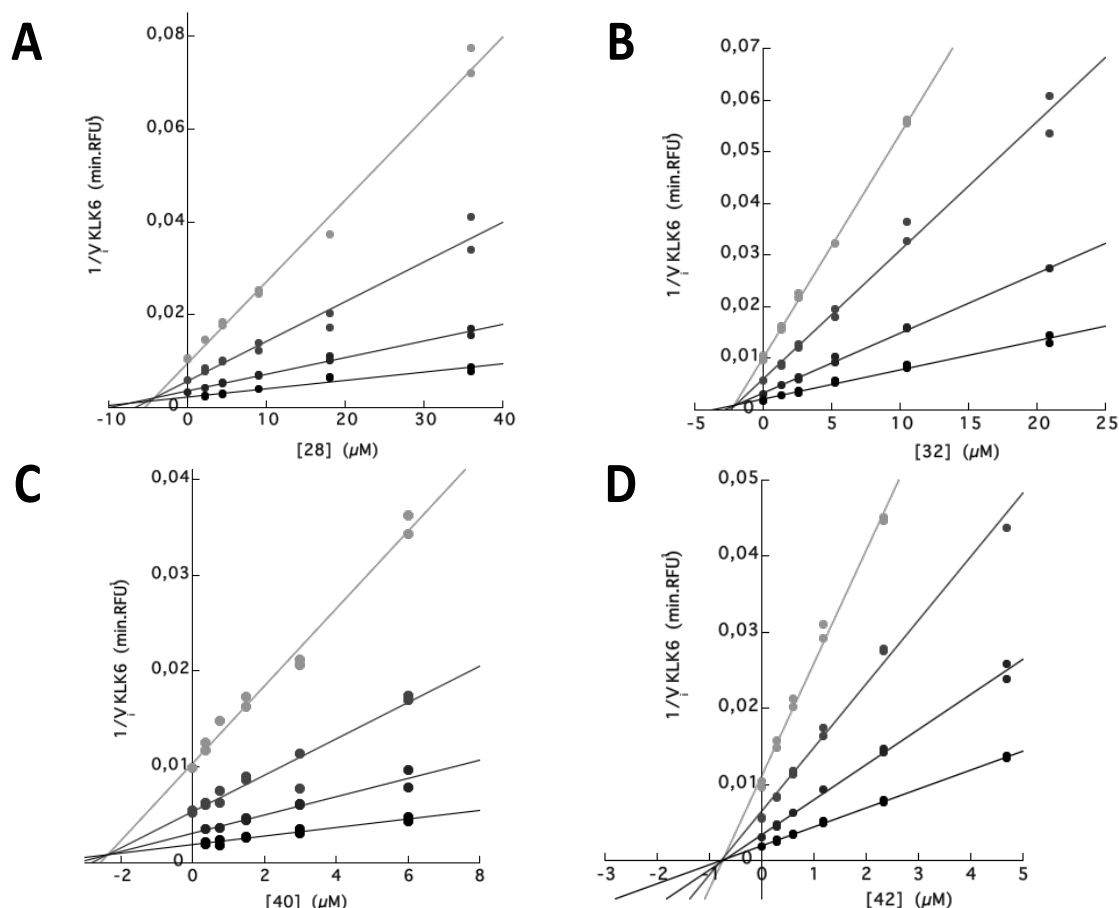 A
0,08
0,06
0,04
0,02
0
1/Vi KLK6 (min.RFU-1)
-10 0 10 20 30 40
[28] (µM)
B
0,07
0,06
0,05
0,04
0,03
0,02
0,01
0
1/Vi KLK6 (min.RFU-1)
-5 0 5 10 15 20 25
[32] (µM)
C
0,04
0,03
0,02
0,01
0
1/Vi KLK6 (min.RFU-1)
-2 0 2 4 6 8
[40] (µM)
D
0,05
0,04
0,03
0,02
0,01
0
1/Vi KLK6 (min.RFU-1)
-3 -2 -1 0 1 2 3 4 5
[42] (µM)